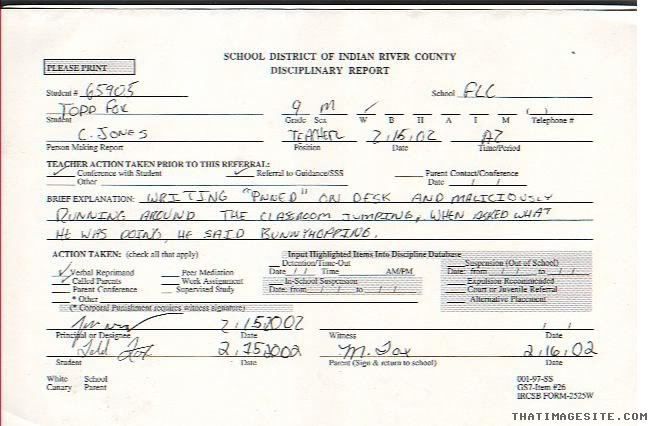 SCHOOL DISTRICT OF INDIAN RIVER COUNTY
DISCIPLINARY REPORT
PLEASE PRINT
Student # 65905 School FLC
TODD FOX 9 M ( )
Student Grade Sex W B H A I M Telephone #
C. JONES TEACHER 2,15,02 A2
Person Making Report Position Date Time/Period
TEACHER ACTION TAKEN PRIOR TO THIS REFERRAL:
Conference with Student Referral to Guidance/SSS Parent Contact/Conference
Other Date / /
BRIEF EXPLANATION: WRITING "PWNED" ON DESK AND MALICIOUSLY
RUNNING AROUND THE CLASSROOM JUMPING, WHEN ASKED WHAT
HE WAS DOING, HE SAID BUNNYHOPPING.
ACTION TAKEN: (check all that apply) Input Highlighted Items Into Discipline Database
Verbal Reprimand Peer Mediation Detention/Time-Out Suspension (Out of School)
Called Parents Work Assignment Date / / Time AM/PM Date: from / / to / /
Parent Conference Supervised Study In-School Suspension Expulsion Recommended
* Other Date: from / / to / / Court or Juvenile Referral
(* Corporal Punishment requires witness signature) Alternative Placement
2,15,2002 / /
Principal or Designee Date Witness Date
Todd Fox 2,15,2002 M. Fox 2,16,02
Student Date Parent (Sign & return to school) Date
White School 001-97-SS
Canary Parent GS7-Item #26
IRCSB FORM-2525W
THATIMAGESITE.COM